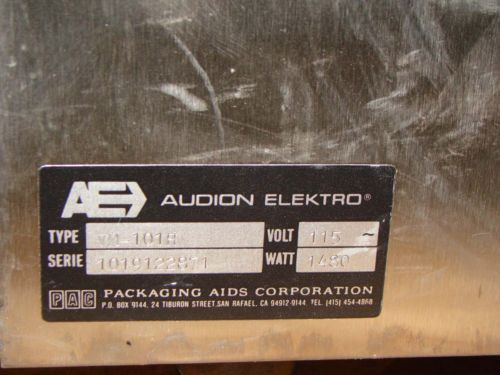 AE AUDION ELEKTRO®
TYPE VOLT 115 ~
SERIE WATT 1480
PAC PACKAGING AIDS CORPORATION
P.O. BOX 9144, 24 TIBURON STREET, SAN RAFAEL, CA 94912-9144 TEL. (415) 454-4868